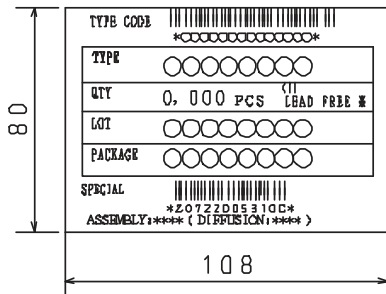 TYPE CODE
*OOOOOOOOOOOO*
TYPE OOOOOOOO
QTY 0, 000 PCS LEAD FREE *
LOT OOOOOOOO
PACKAGE OOOOOOOO
SPECIAL
ASSEMBLY:**** ( DIFFUSION:**** )
80
108